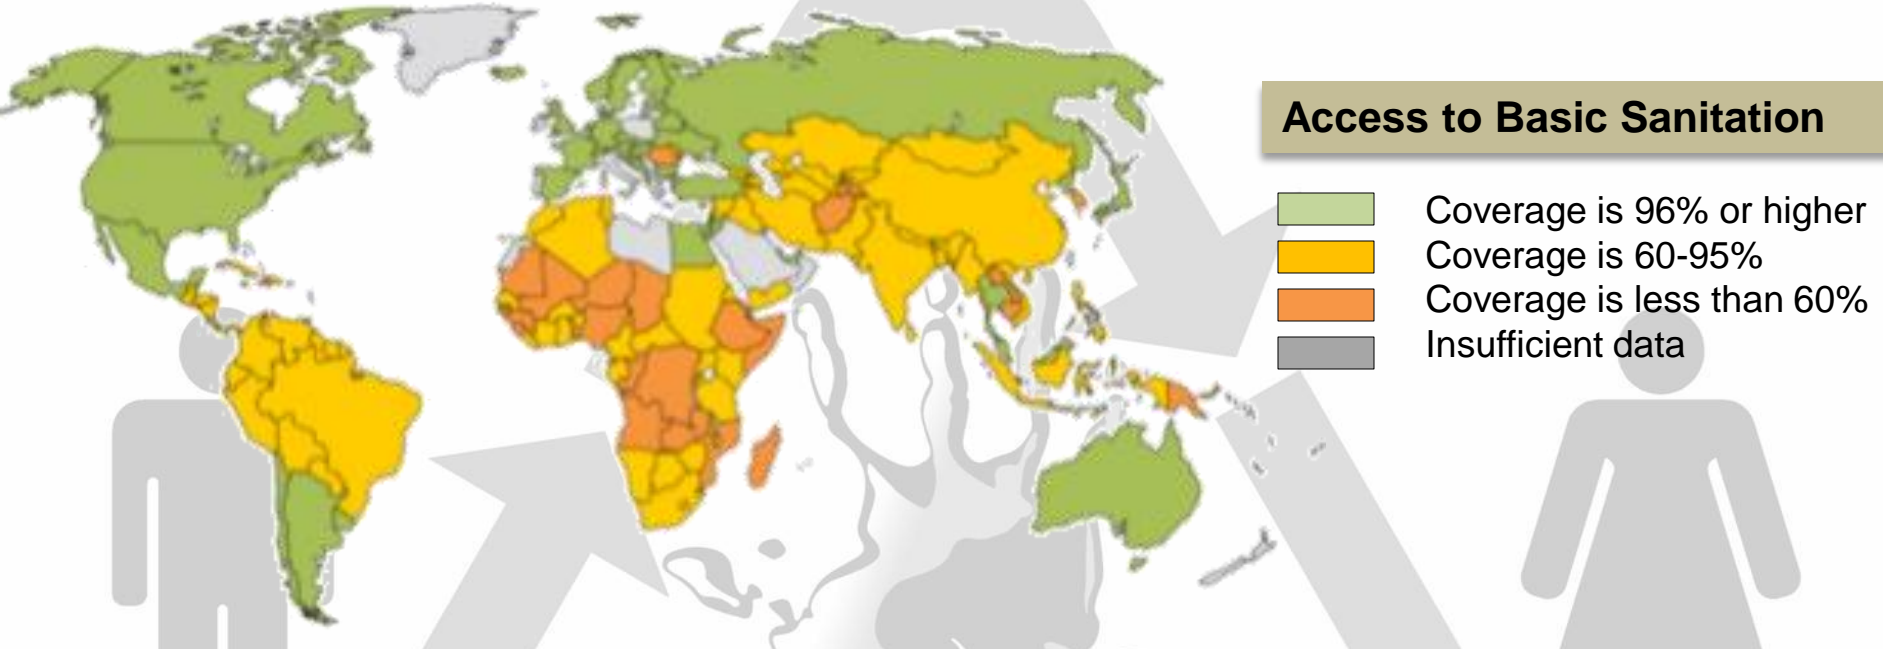 Access to Basic Sanitation
Coverage is 96% or higher
Coverage is 60-95%
Coverage is less than 60%
Insufficient data